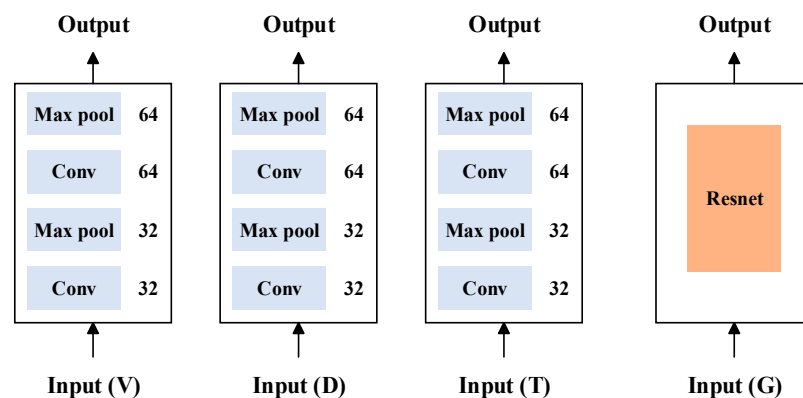 Output Output Output Output
Max pool 64 Max pool 64 Max pool 64
Conv 64 Conv 64 Conv 64
Resnet
Max pool 32 Max pool 32 Max pool 32
Conv 32 Conv 32 Conv 32
Input (V) Input (D) Input (T) Input (G)